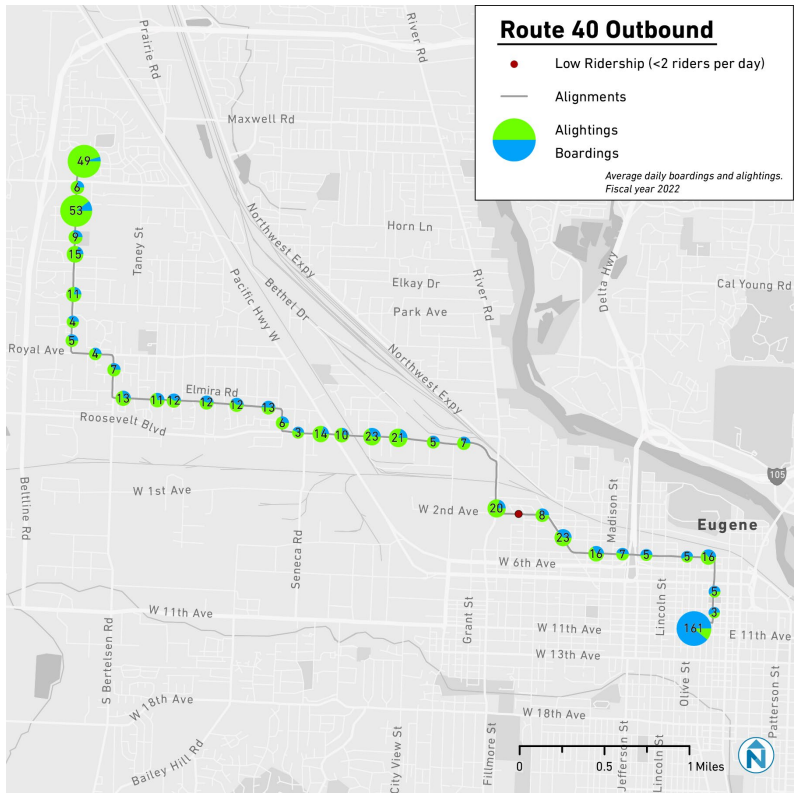 Route 40 Outbound
Low Ridership (<2 riders per day)
Alignments
Alightings
Boardings
Average daily boardings and alightings.
Fiscal year 2022
Prairie Rd
River Rd
Maxwell Rd
49
6
53
9
15
11
4
5
4
7
Taney St
Horn Ln
Northwest Expy
Delta Hwy
Cal Young Rd
Elkay Dr
Pacific Hwy W
Bethel Dr
River Rd
Park Ave
Royal Ave
Northwest Expy
Elmira Rd
13
11
12
12
12
13
Roosevelt Blvd
6
3
14
10
23
21
5
7
105
W 1st Ave
Beltline Rd
W 2nd Ave
20
8
Madison St
Eugene
23
16
7
5
5
16
W 6th Ave
Seneca Rd
5
3
Lincoln St
W 11th Ave
Grant St
W 11th Ave
161
E 11th Ave
W 13th Ave
S Bertelsen Rd
Olive St
Patterson St
W 18th Ave
W 18th Ave
City View St
Fillmore St
Jefferson St
Lincoln St
Bailey Hill Rd
0
0.5
1 Miles
N